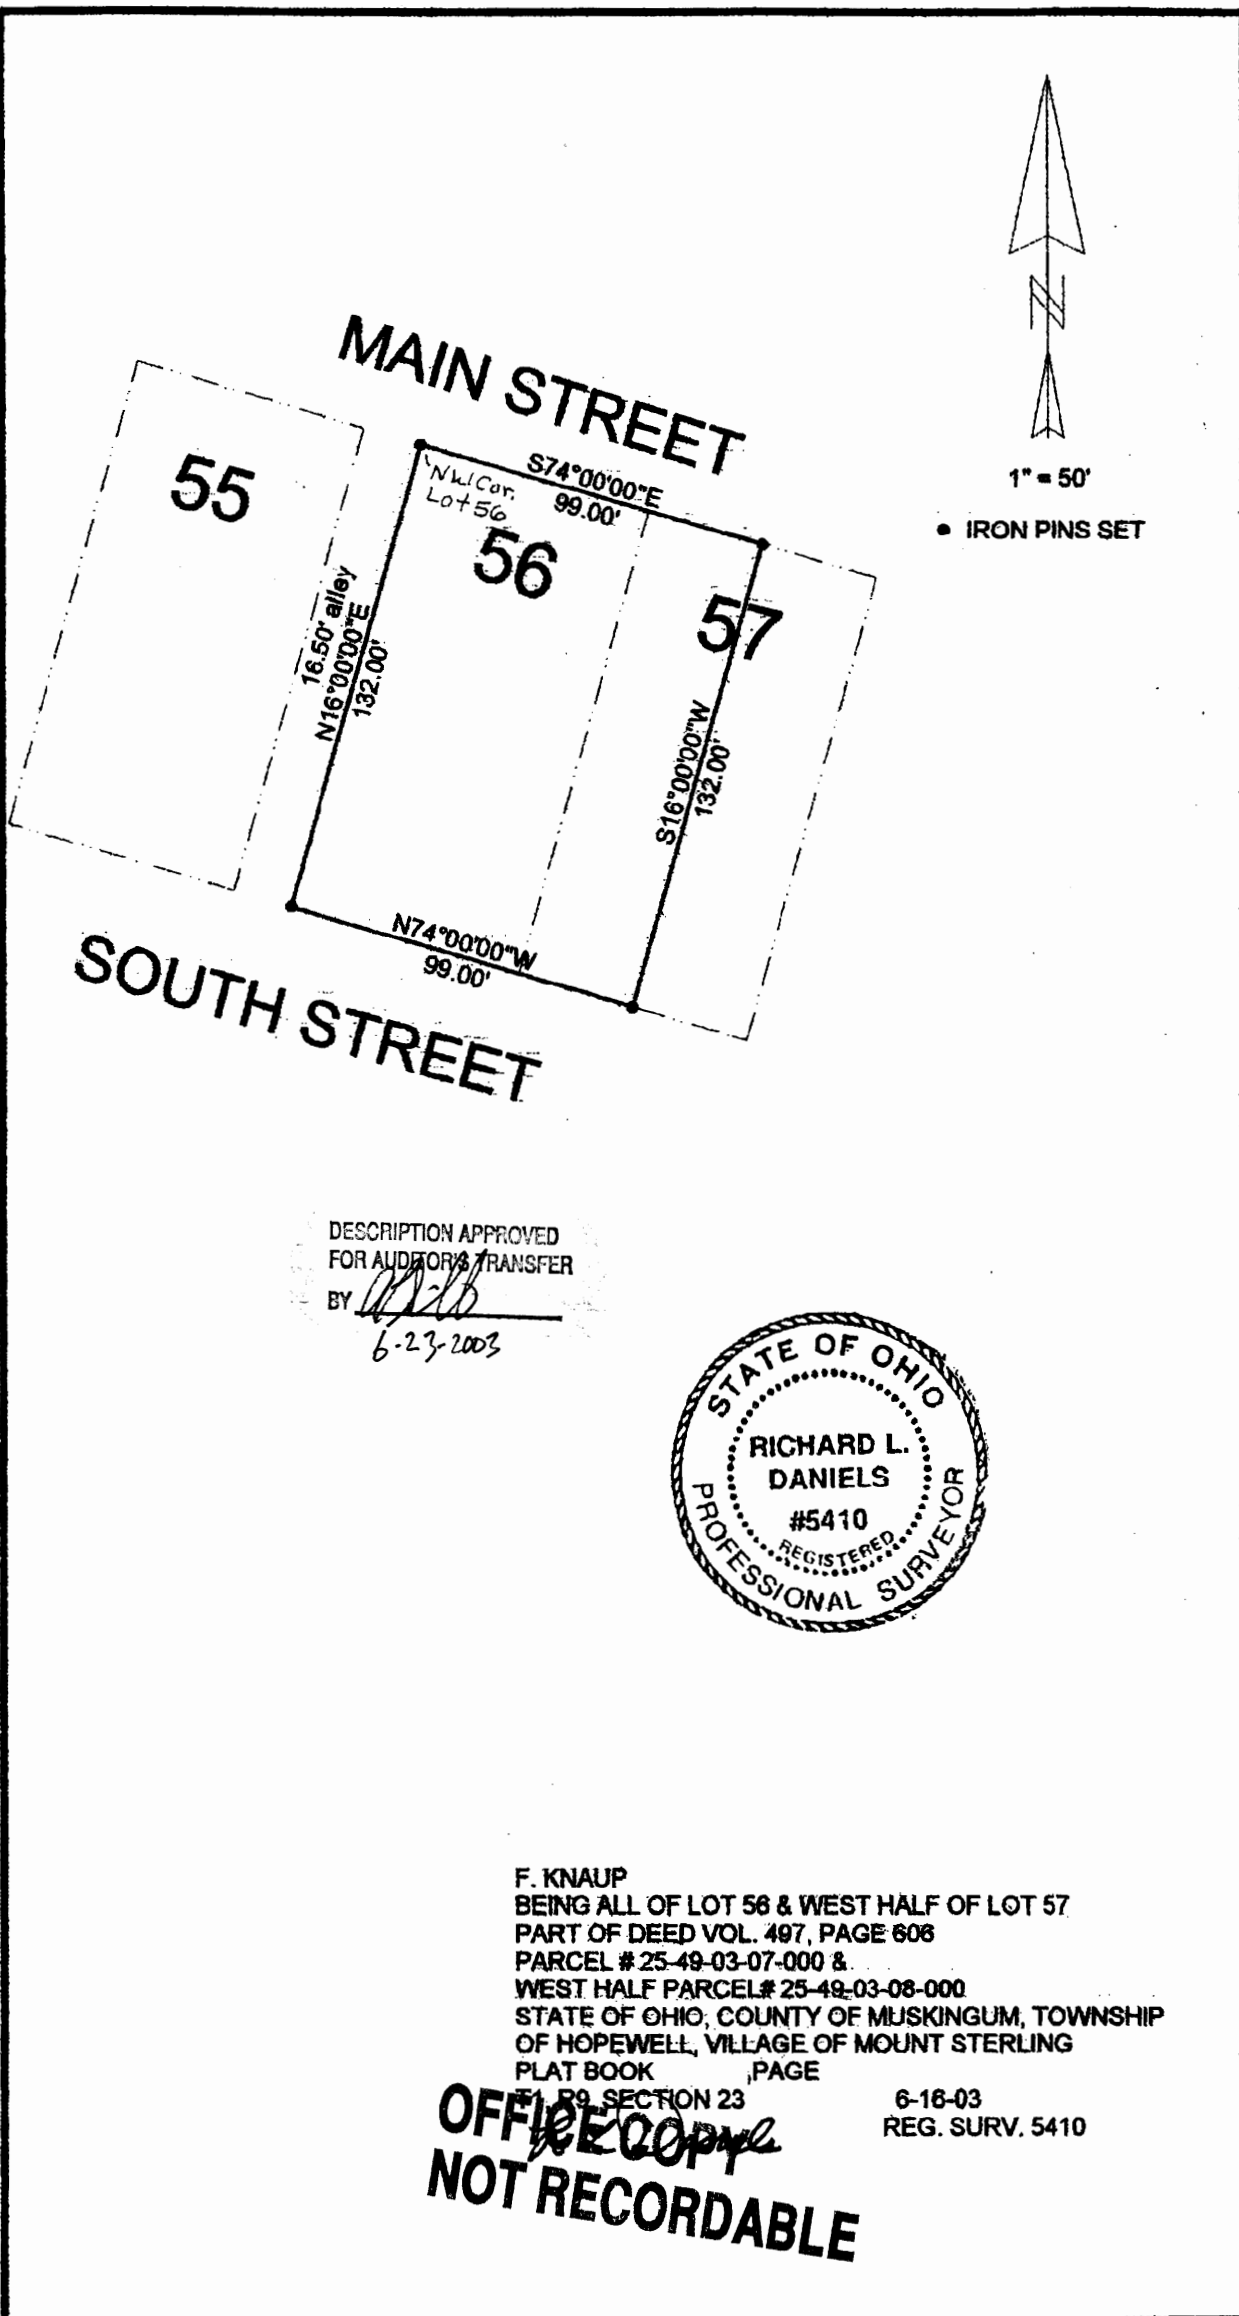 N
1" = 50'
● IRON PINS SET
MAIN STREET
S74°00'00"E
99.00'
NW Cor.
Lot 56
55
56
57
16.50' alley
N16°00'00"E
132.00'
S16°00'00"W
132.00'
N74°00'00"W
99.00'
SOUTH STREET
DESCRIPTION APPROVED
FOR AUDITOR'S TRANSFER
BY
6-23-2003
STATE OF OHIO
RICHARD L.
DANIELS
#5410
REGISTERED
PROFESSIONAL SURVEYOR
F. KNAUP
BEING ALL OF LOT 56 & WEST HALF OF LOT 57
PART OF DEED VOL. 497, PAGE 606
PARCEL # 25-49-03-07-000 &
WEST HALF PARCEL# 25-49-03-08-000
STATE OF OHIO, COUNTY OF MUSKINGUM, TOWNSHIP
OF HOPEWELL, VILLAGE OF MOUNT STERLING
PLAT BOOK ,PAGE
T1, R9, SECTION 23 6-16-03
REG. SURV. 5410
OFFICE COPY
NOT RECORDABLE